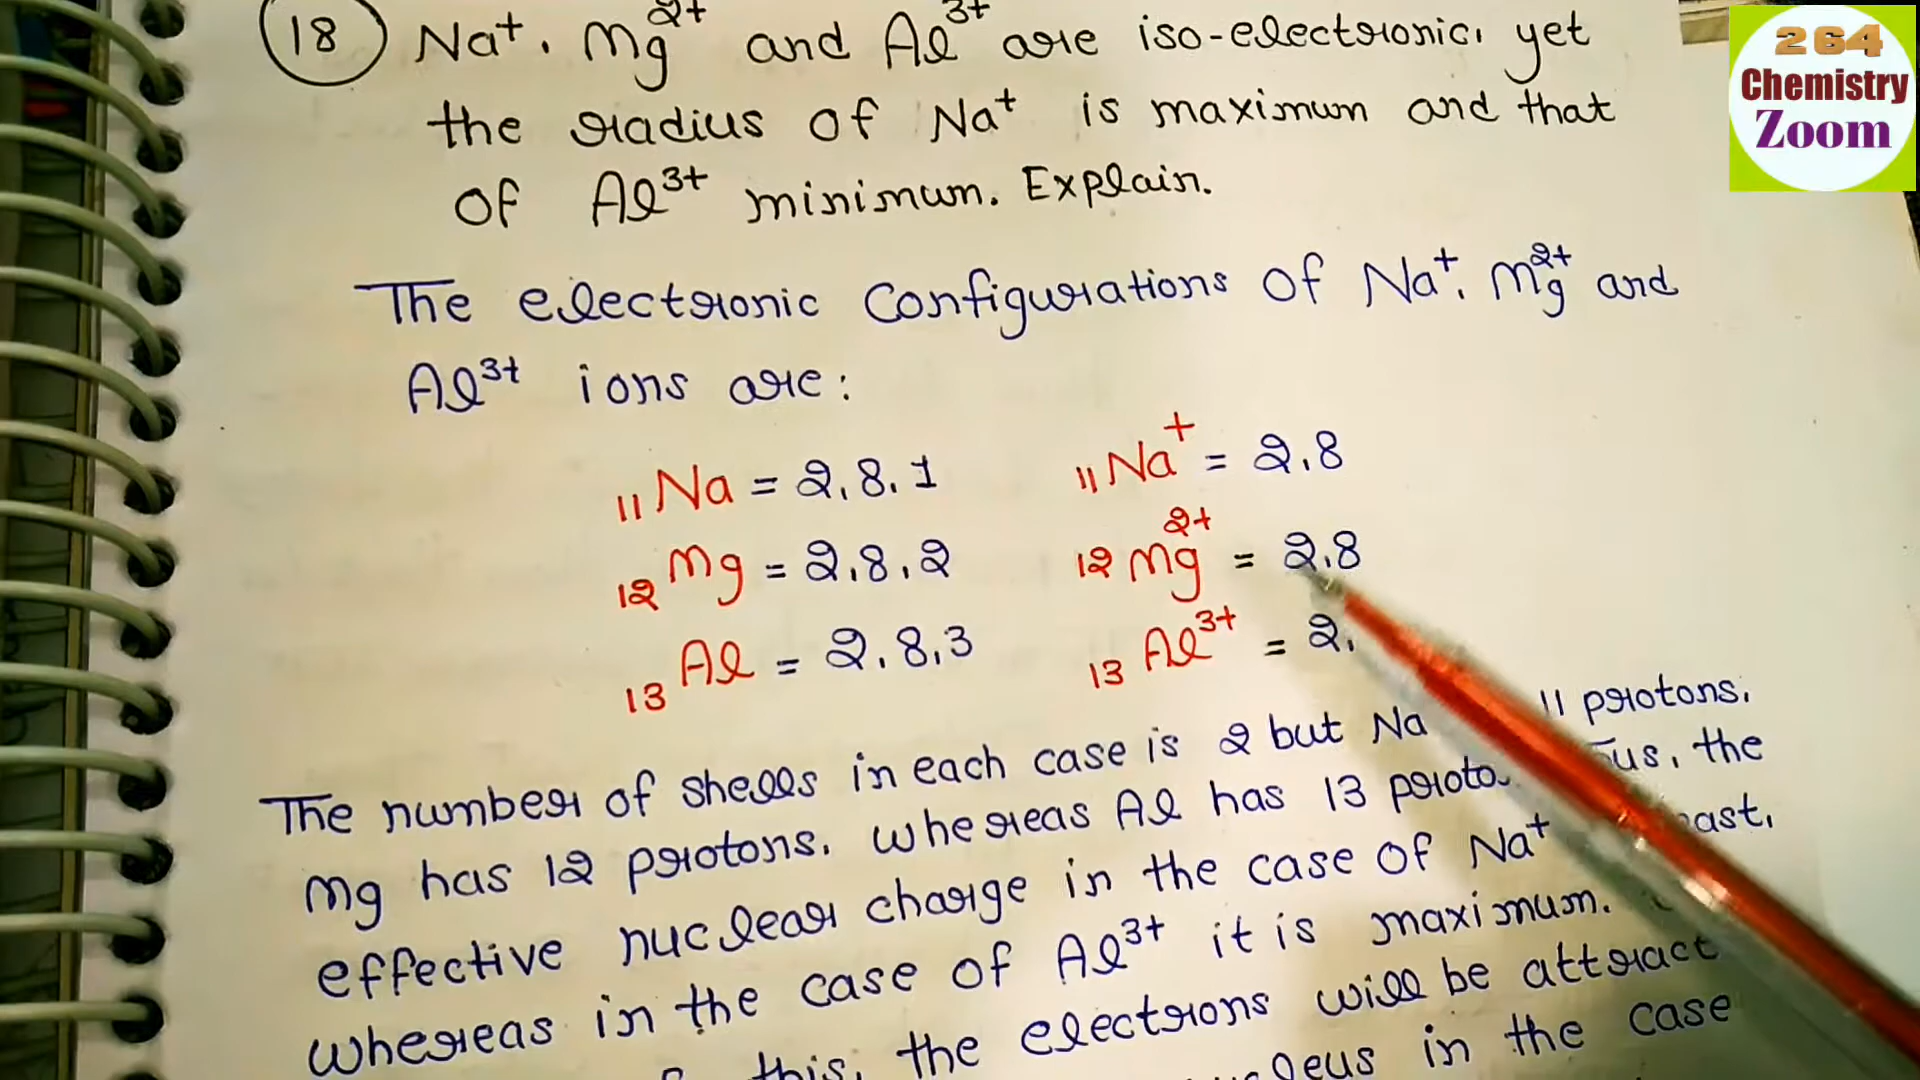 264
Chemistry
Zoom
18 Na⁺, Mg²⁺ and Al³⁺ are iso-electronic, yet
the radius of Na⁺ is maximum and that
of Al³⁺ minimum. Explain.
The electronic configurations of Na⁺, Mg²⁺ and
Al³⁺ ions are:
₁₁Na = 2,8,1 ₁₁Na⁺ = 2,8
₁₂Mg = 2,8,2 ₁₂Mg²⁺ = 2,8
₁₃Al = 2,8,3 ₁₃Al³⁺ = 2,
The number of shells in each case is 2 but Na 11 protons,
Mg has 12 protons, whereas Al has 13 the
effective nuclear charge in the case of Na⁺
whereas in the case of Al³⁺ it is maximum.
this, the electrons will be attract
in the case